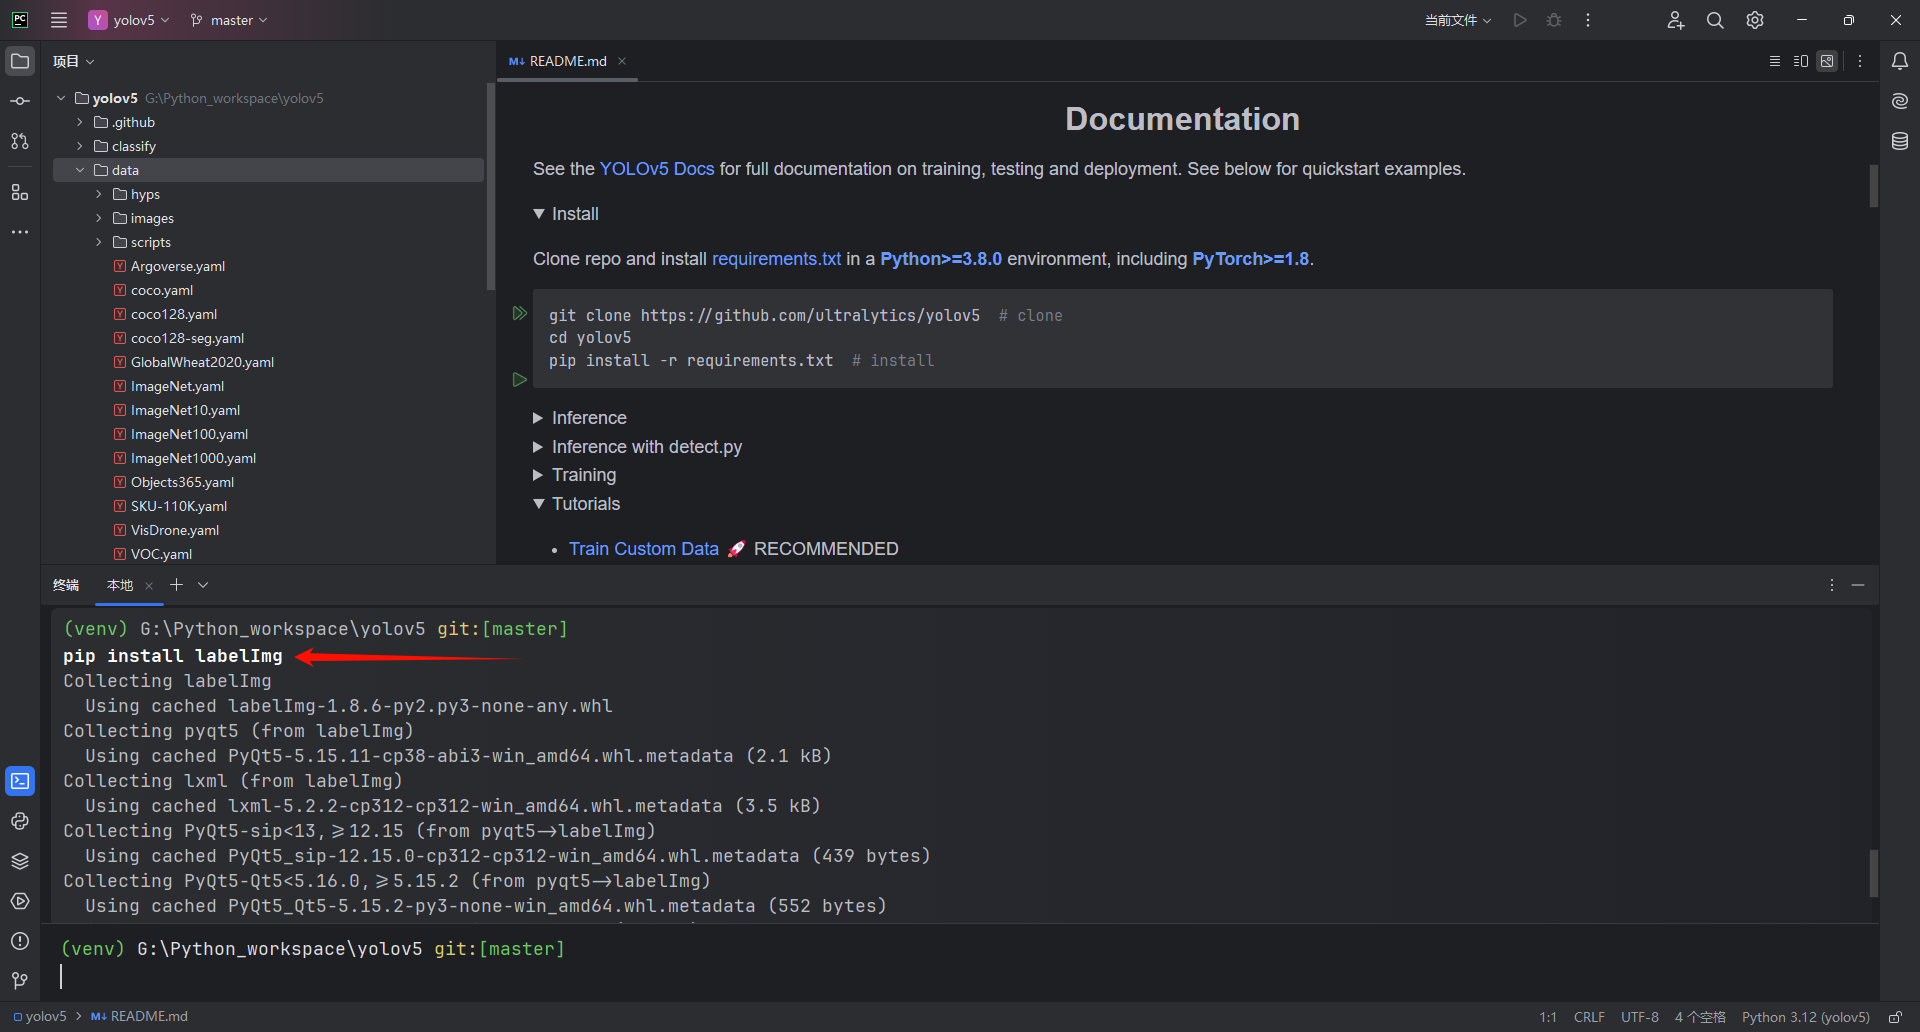 PC
Y yolov5 master
当前文件
项目
README.md
yolov5 G:\Python_workspace\yolov5
.github
classify
data
hyps
images
scripts
Argoverse.yaml
coco.yaml
coco128.yaml
coco128-seg.yaml
GlobalWheat2020.yaml
ImageNet.yaml
ImageNet10.yaml
ImageNet100.yaml
ImageNet1000.yaml
Objects365.yaml
SKU-110K.yaml
VisDrone.yaml
VOC.yaml
Documentation
See the YOLOv5 Docs for full documentation on training, testing and deployment. See below for quickstart examples.
Install
Clone repo and install requirements.txt in a Python>=3.8.0 environment, including PyTorch>=1.8.
git clone https://github.com/ultralytics/yolov5 # clone
cd yolov5
pip install -r requirements.txt # install
Inference
Inference with detect.py
Training
Tutorials
• Train Custom Data 🚀 RECOMMENDED
终端 本地
(venv) G:\Python_workspace\yolov5 git:[master]
pip install labelImg
Collecting labelImg
Using cached labelImg-1.8.6-py2.py3-none-any.whl
Collecting pyqt5 (from labelImg)
Using cached PyQt5-5.15.11-cp38-abi3-win_amd64.whl.metadata (2.1 kB)
Collecting lxml (from labelImg)
Using cached lxml-5.2.2-cp312-cp312-win_amd64.whl.metadata (3.5 kB)
Collecting PyQt5-sip<13,>=12.15 (from pyqt5->labelImg)
Using cached PyQt5_sip-12.15.0-cp312-cp312-win_amd64.whl.metadata (439 bytes)
Collecting PyQt5-Qt5<5.16.0,>=5.15.2 (from pyqt5->labelImg)
Using cached PyQt5_Qt5-5.15.2-py3-none-win_amd64.whl.metadata (552 bytes)
(venv) G:\Python_workspace\yolov5 git:[master]
yolov5 > README.md
1:1 CRLF UTF-8 4 个空格 Python 3.12 (yolov5)